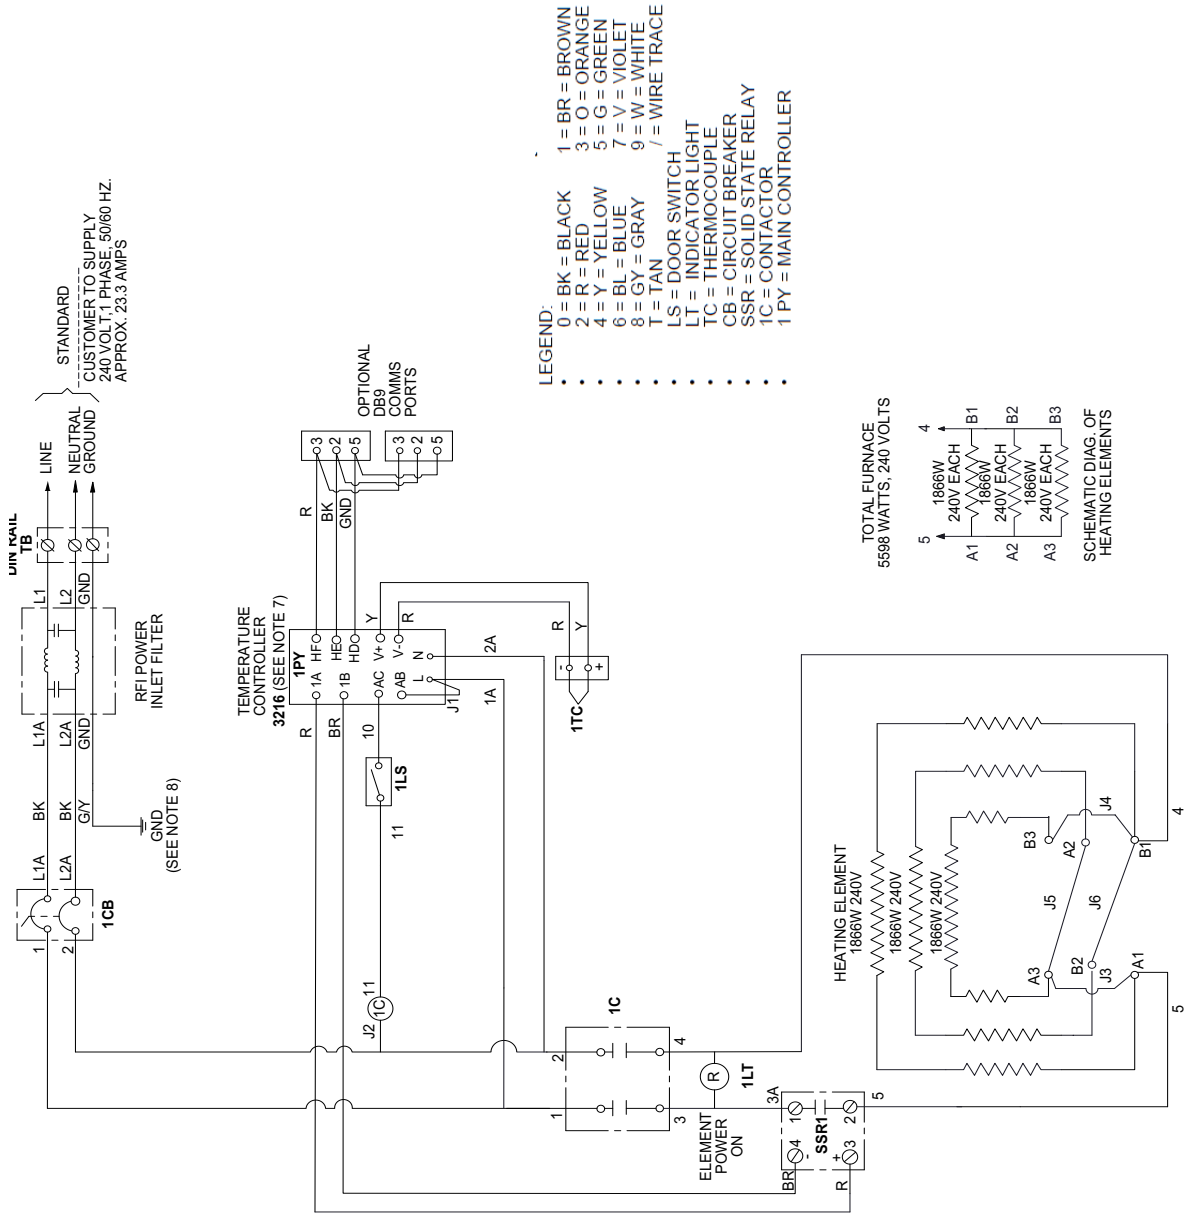 DIN RAIL
TB
LINE
NEUTRAL
GROUND
STANDARD
CUSTOMER TO SUPPLY
240 VOLT,1 PHASE, 50/60 HZ.
APPROX. 23.3 AMPS
L1
L2
GND
RFI POWER
INLET FILTER
L1A
L2A
GND
BK
BK
G/Y
GND
(SEE NOTE 8)
L1A
L2A
1CB
1
2
TEMPERATURE
CONTROLLER
3216 (SEE NOTE 7)
1PY
1A HF
1B HE
HD
AC V+
AB V-
L N
J1
R
BK
GND
3
2
5
3
2
5
OPTIONAL
DB9
COMMS
PORTS
Y
R
R
Y
-
+
1TC
2A
1A
R
BR
10
1LS
11
11
1C
J2
2
1
1C
4
3
R
1LT
ELEMENT
POWER
ON
3A
1
2
4
3
-
+
SSR1
5
BR
R
HEATING ELEMENT
1866W 240V
1866W 240V
1866W 240V
B3
A2
B1
J4
J5
J6
A3
B2
A1
J3
4
5
TOTAL FURNACE
5598 WATTS, 240 VOLTS
5
4
1866W
240V EACH
1866W
240V EACH
1866W
240V EACH
A1
A2
A3
B1
B2
B3
SCHEMATIC DIAG. OF
HEATING ELEMENTS
LEGEND:
• 0 = BK = BLACK 1 = BR = BROWN
• 2 = R = RED 3 = O = ORANGE
• 4 = Y = YELLOW 5 = G = GREEN
• 6 = BL = BLUE 7 = V = VIOLET
• 8 = GY = GRAY 9 = W = WHITE
• T = TAN / = WIRE TRACE
• LS = DOOR SWITCH
• LT = INDICATOR LIGHT
• TC = THERMOCOUPLE
• CB = CIRCUIT BREAKER
• SSR = SOLID STATE RELAY
• 1C = CONTACTOR
• 1 PY = MAIN CONTROLLER